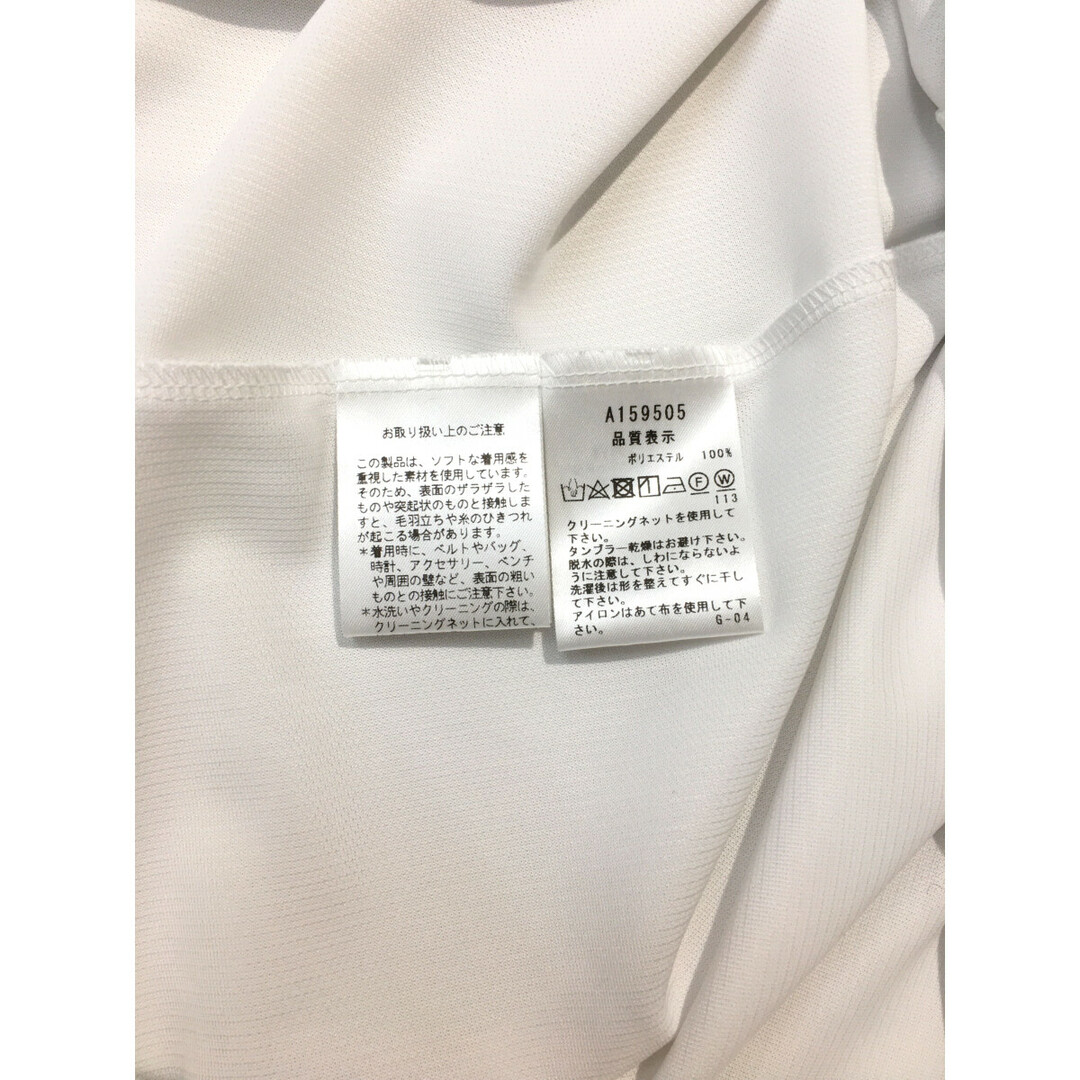 お取り扱い上のご注意
この製品は、ソフトな着用感を
重視した素材を使用しています。
そのため、表面のザラザラした
ものや突起状のものと接触しま
すと、毛羽立ちや糸のひきつれ
が起こる場合があります。
*着用時に、ベルトやバッグ、
時計、アクセサリー、ベンチ
や周囲の壁など、表面の粗い
ものとの接触にご注意下さい。
*水洗いやクリーニングの際は、
クリーニングネットに入れて、
A159505
品質表示
ポリエステル 100%
F W
113
クリーニングネットを使用して
下さい。
タンブラー乾燥はお避け下さい。
脱水の際は、しわにならないよ
うに注意して下さい。
洗濯後は形を整えてすぐに干し
て下さい。
アイロンはあて布を使用して下
さい。
G-04